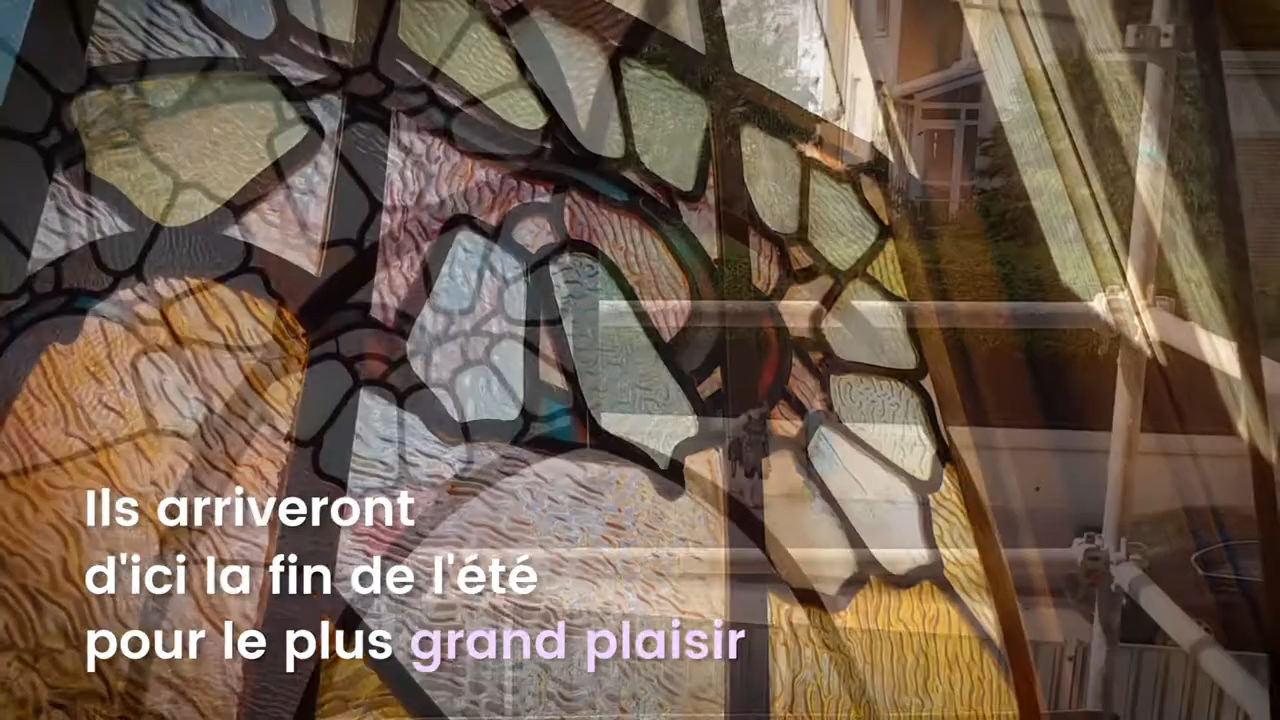 Ils arriveront
d'ici la fin de l'été
pour le plus grand plaisir